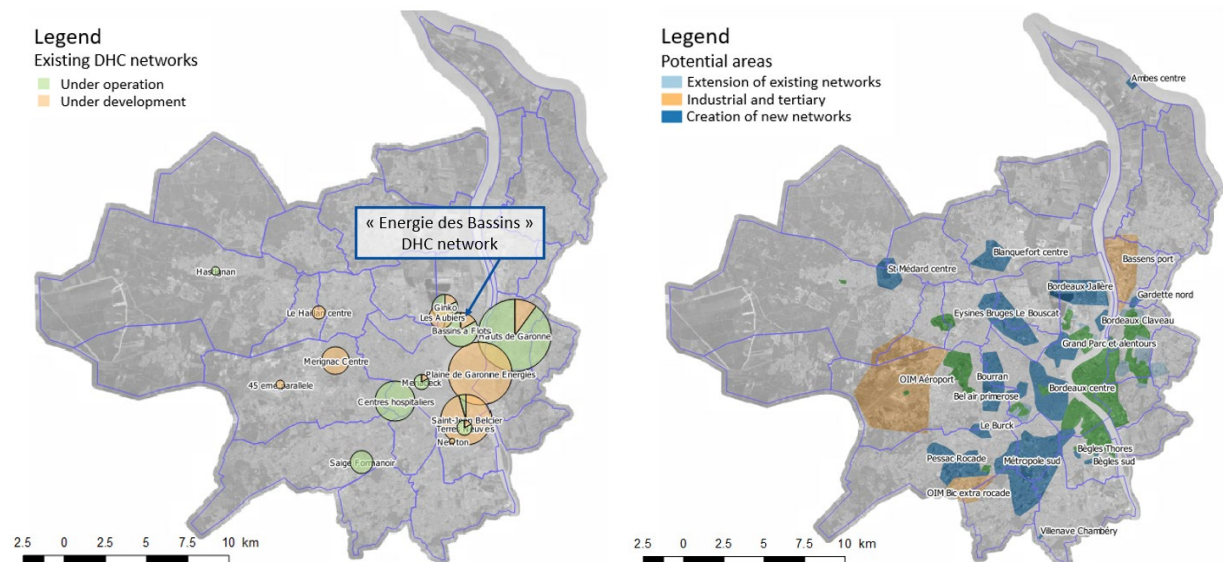 Legend
Existing DHC networks
Under operation
Under development
« Energie des Bassins »
DHC network
Hastignan
Ginko
Le Haillan centre
Les Aubiers
Bassins à Flots
Hauts de Garonne
Merignac Centre
Plaine de Garonne Energies
45 eme parallele
Meriadeck
Centres hospitaliers
Saint-Jean Belcier
Terres Neuves
Newton
Saige Formanoir
2.5 0 2.5 5 7.5 10 km
Legend
Potential areas
Extension of existing networks
Industrial and tertiary
Creation of new networks
Ambes centre
Blanquefort centre
Bassens port
St Médard centre
Bordeaux Jallère
Gardette nord
Eysines Bruges Le Bouscat
Bordeaux Claveau
Grand Parc et alentours
OIM Aéroport
Bourran
Bordeaux centre
Bel air primerose
Le Burck
Bègles Thores
Pessac Rocade
Métropole sud
Bègles sud
OIM Bic extra rocade
Villenave Chambéry
2.5 0 2.5 5 7.5 10 km